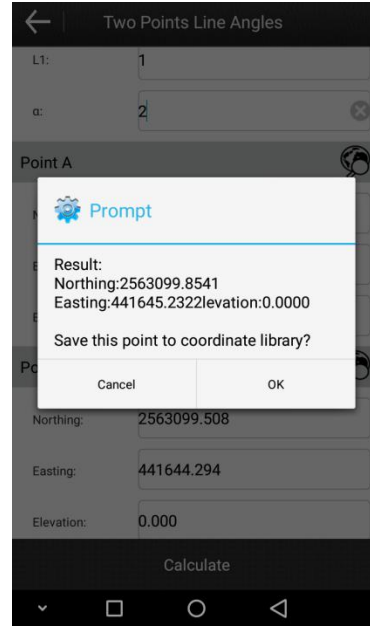 Two Points Line Angles
L1:
1
α:
2
Point A
Prompt
Result:
Northing:2563099.8541
Easting:441645.2322levation:0.0000
Save this point to coordinate library?
Cancel
OK
Northing:
2563099.508
Easting:
441644.294
Elevation:
0.000
Calculate